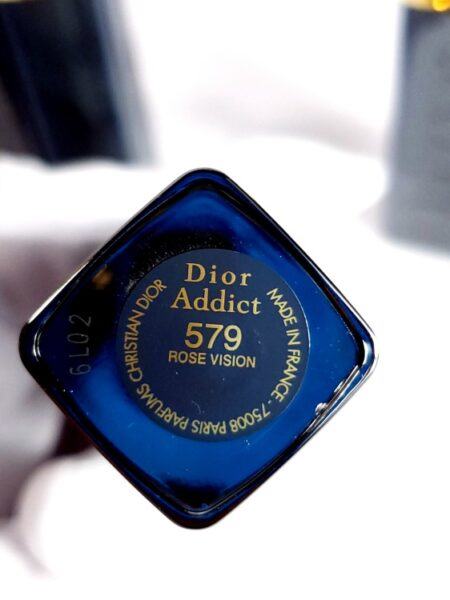 Dior
Addict
579
ROSE VISION
MADE IN FRANCE - 75008 PARIS PARFUMS CHRISTIAN DIOR
6L02